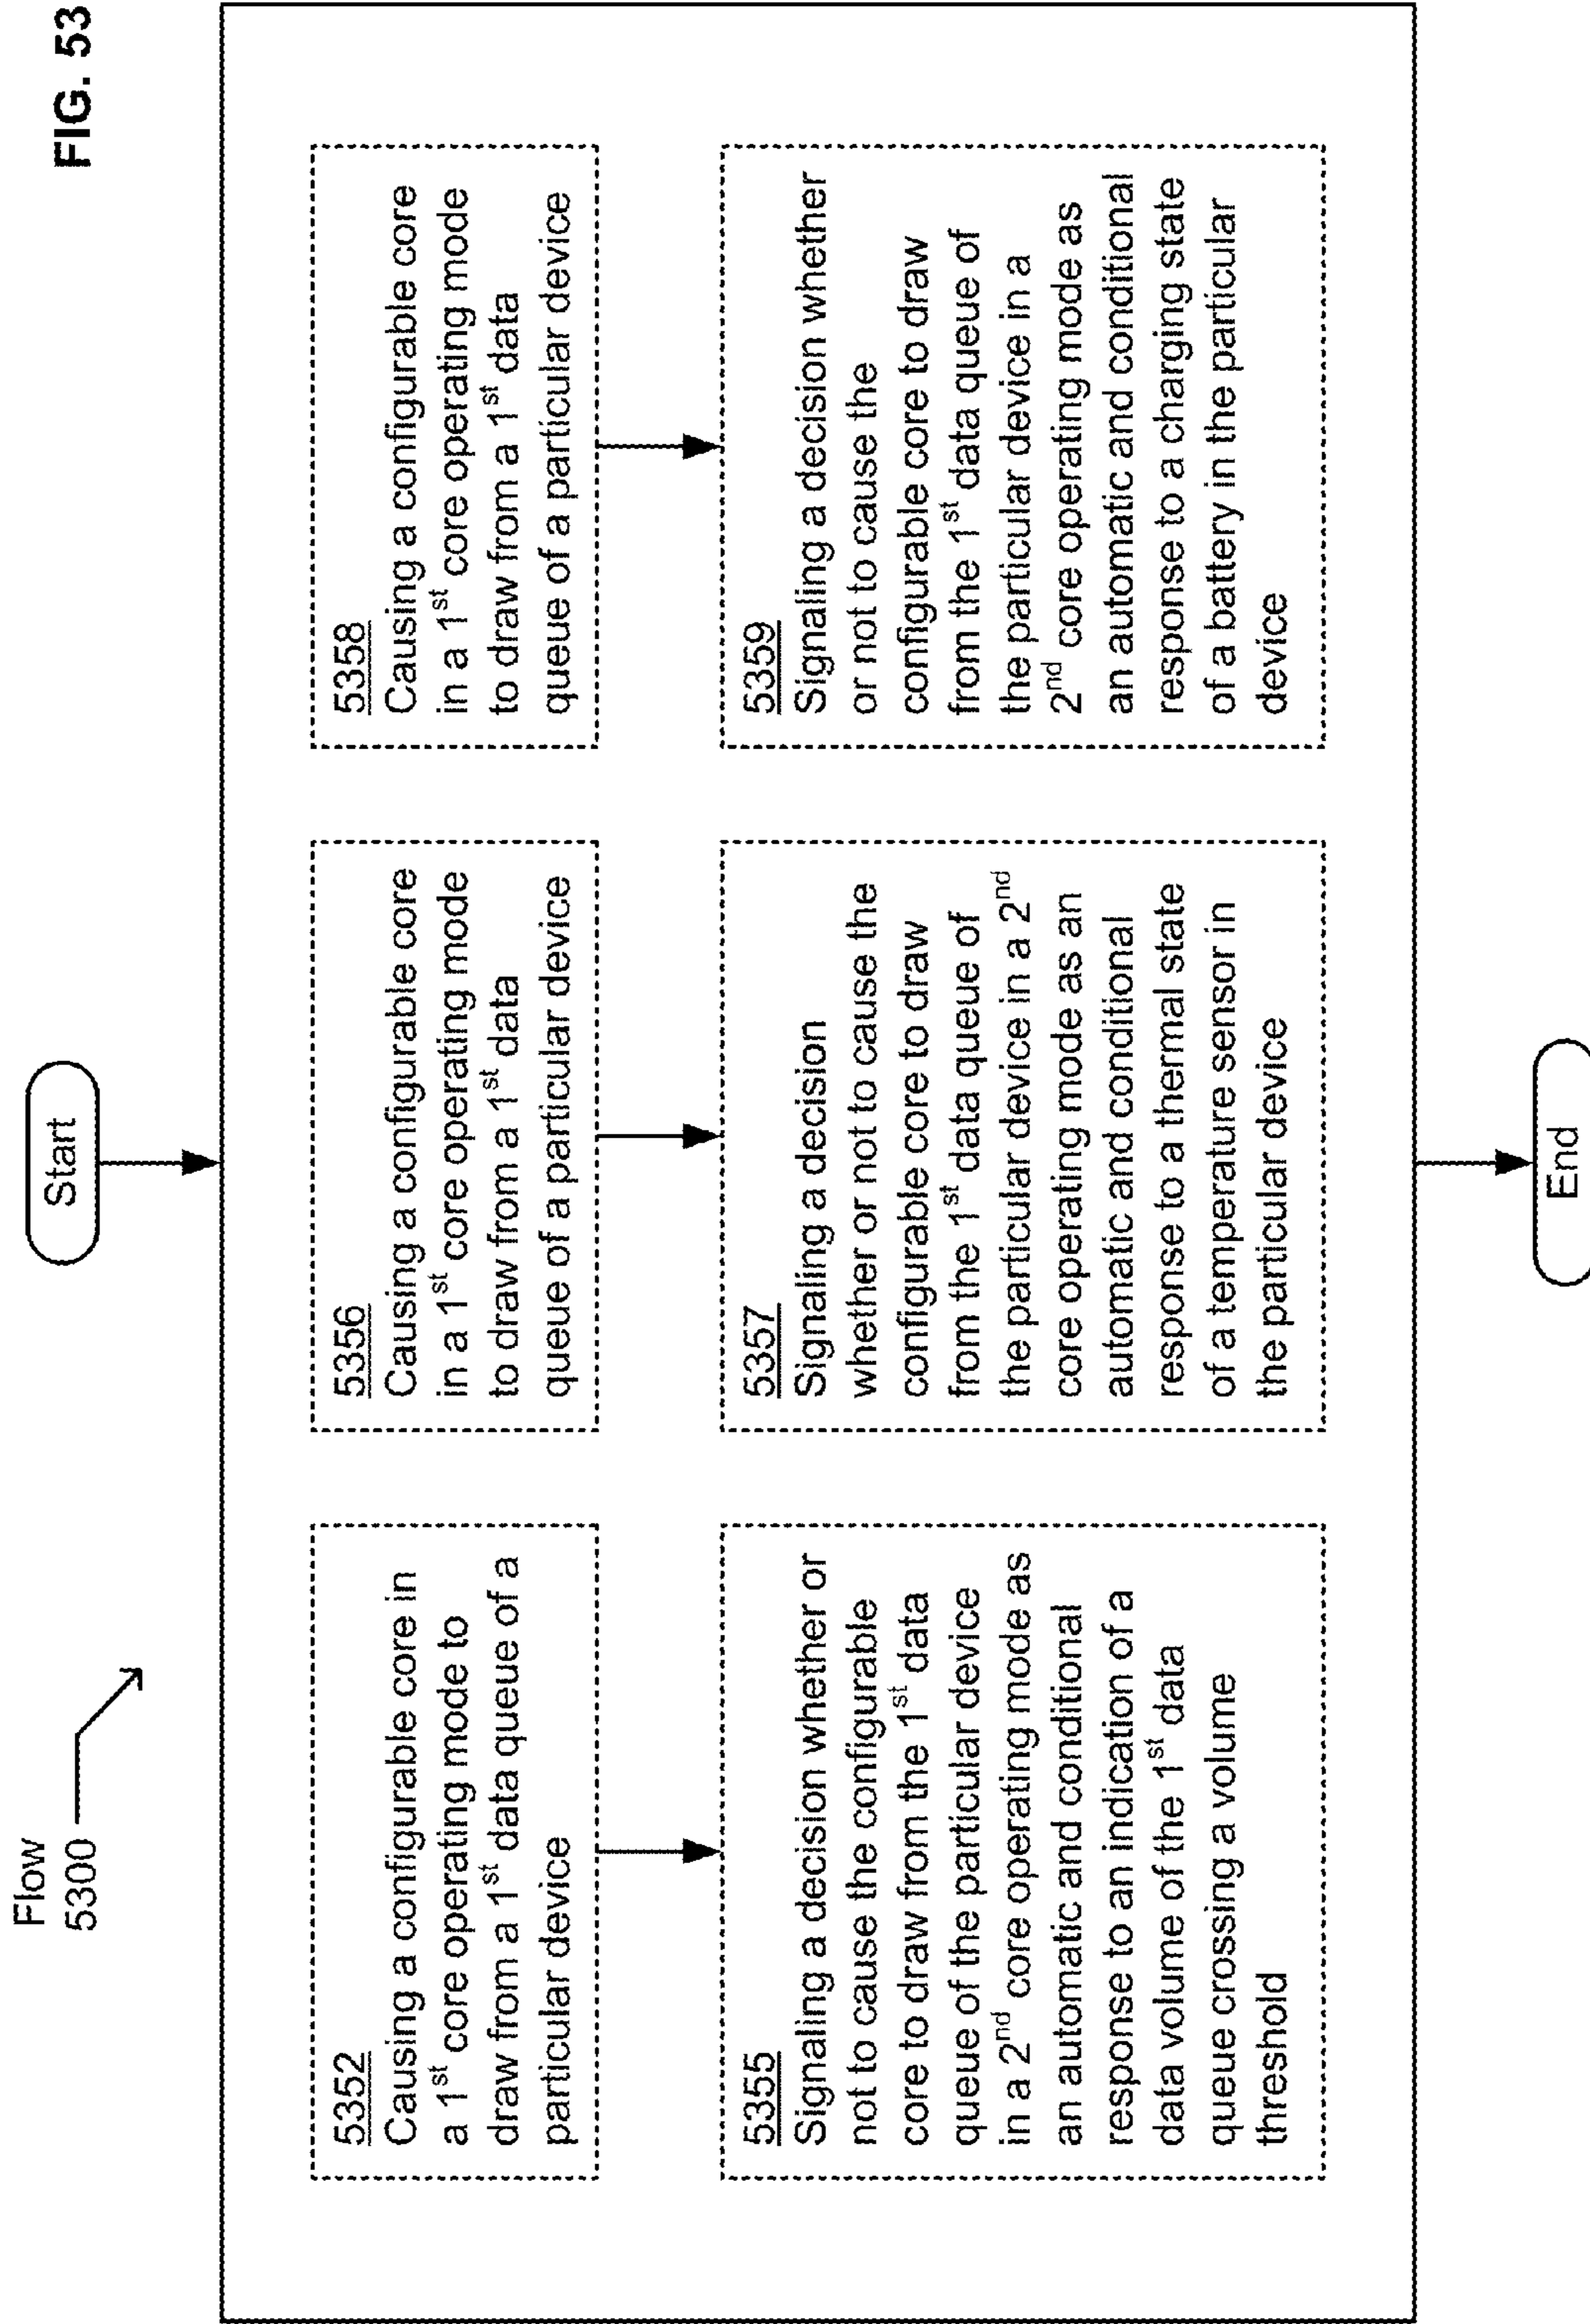 FIG. 53
Flow
5300
Start
5352
Causing a configurable core in
a 1st core operating mode to
draw from a 1st data queue of a
particular device
5355
Signaling a decision whether or
not to cause the configurable
core to draw from the 1st data
queue of the particular device
in a 2nd core operating mode as
an automatic and conditional
response to an indication of a
data volume of the 1st data
queue crossing a volume
threshold
5356
Causing a configurable core
in a 1st core operating mode
to draw from a 1st data
queue of a particular device
5357
Signaling a decision
whether or not to cause the
configurable core to draw
from the 1st data queue of
the particular device in a 2nd
core operating mode as an
automatic and conditional
response to a thermal state
of a temperature sensor in
the particular device
5358
Causing a configurable core
in a 1st core operating mode
to draw from a 1st data
queue of a particular device
5359
Signaling a decision whether
or not to cause the
configurable core to draw
from the 1st data queue of
the particular device in a
2nd core operating mode as
an automatic and conditional
response to a charging state
of a battery in the particular
device
End